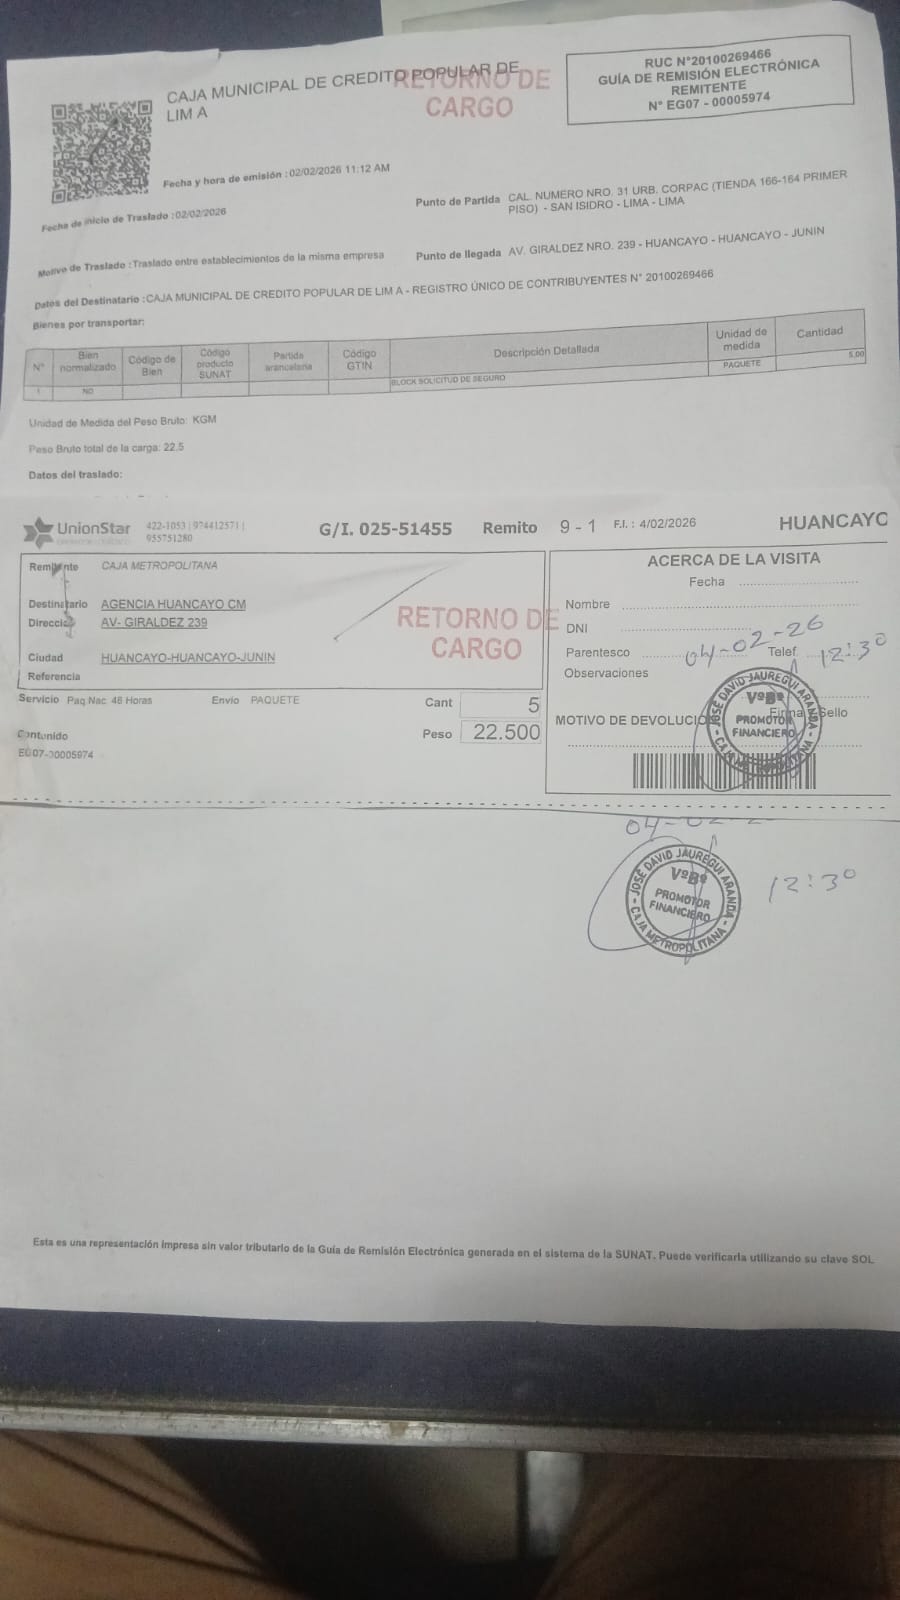 CAJA MUNICIPAL DE CREDITO POPULAR DE
LIM A
RETORNO DE
CARGO
RUC N°20100269466
GUÍA DE REMISIÓN ELECTRÓNICA
REMITENTE
N° EG07 - 00005974
Fecha y hora de emisión : 02/02/2026 11:12 AM
Fecha de inicio de Traslado : 02/02/2026
Punto de Partida CAL. NUMERO NRO. 31 URB. CORPAC (TIENDA 166-164 PRIMER
PISO) - SAN ISIDRO - LIMA - LIMA
Motivo de Traslado : Traslado entre establecimientos de la misma empresa
Punto de llegada AV. GIRALDEZ NRO. 239 - HUANCAYO - HUANCAYO - JUNIN
Datos del Destinatario : CAJA MUNICIPAL DE CREDITO POPULAR DE LIM A - REGISTRO ÚNICO DE CONTRIBUYENTES N° 20100269466
Bienes por transportar:
N° Bien normalizado Código de Bien Código producto SUNAT Partida arancelaria Código GTIN Descripción Detallada Unidad de medida Cantidad
1 NO BLOCK SOLICITUD DE SEGURO PAQUETE 5,00
Unidad de Medida del Peso Bruto: KGM
Peso Bruto total de la carga: 22.5
Datos del traslado:
UnionStar 422-1053 | 974412571 |
955751280
G/I. 025-51455 Remito 9 - 1 F.I. : 4/02/2026 HUANCAYO
Remitente CAJA METROPOLITANA
Destinatario AGENCIA HUANCAYO CM
Dirección AV- GIRALDEZ 239
Ciudad HUANCAYO-HUANCAYO-JUNIN
Referencia
RETORNO DE
CARGO
Servicio Paq Nac. 48 Horas Envío PAQUETE Cant 5
Contenido Peso 22.500
EG07-00005974
ACERCA DE LA VISITA
Fecha
Nombre
DNI
Parentesco Telef.
04-02-26
12:30
Observaciones
MOTIVO DE DEVOLUCIO
Firma y Sello
JOSÉ DAVID JAUREGUI ARANDA
VºBº
PROMOTOR
FINANCIERO
CAJA METROPOLITANA
04-02-2
JOSÉ DAVID JAUREGUI ARANDA
VºBº
PROMOTOR
FINANCIERO
CAJA METROPOLITANA
12:30
Esta es una representación impresa sin valor tributario de la Guía de Remisión Electrónica generada en el sistema de la SUNAT. Puede verificarla utilizando su clave SOL